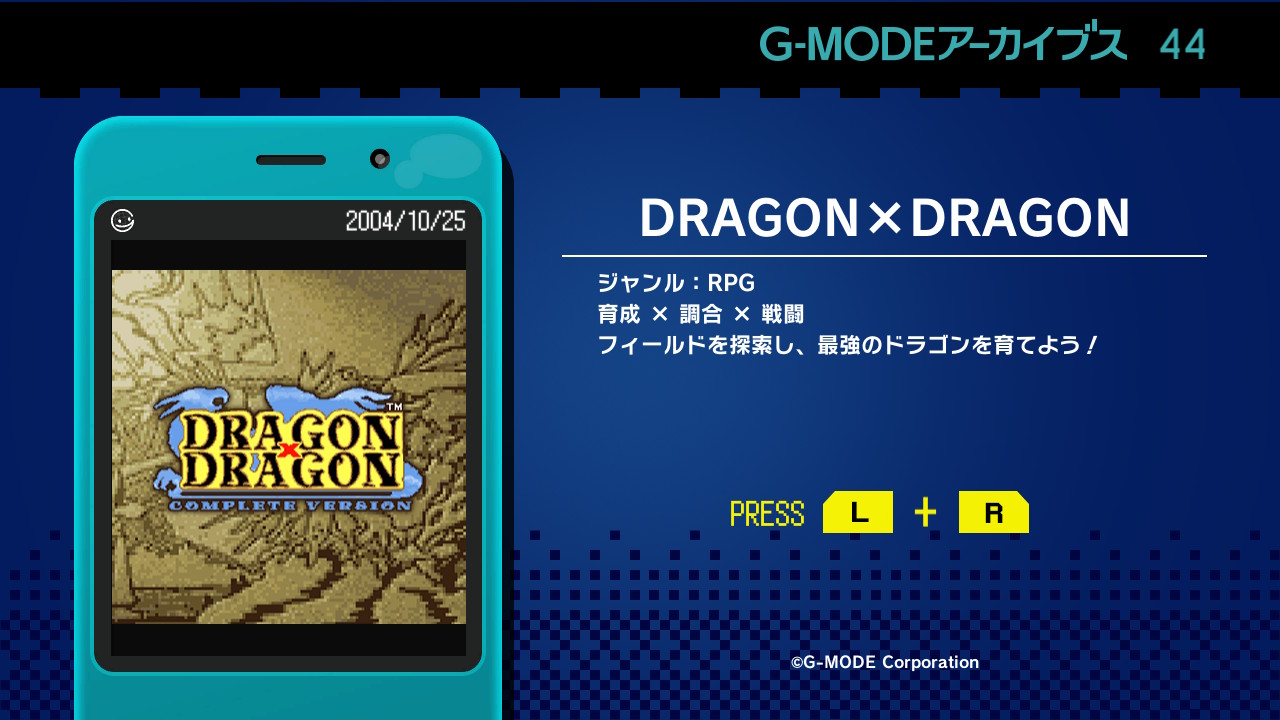 G-MODEアーカイブス 44
2004/10/25
DRAGON
×
DRAGON
™
COMPLETE VERSION
DRAGON×DRAGON
ジャンル：RPG
育成 × 調合 × 戦闘
フィールドを探索し、最強のドラゴンを育てよう！
PRESS L + R
©G-MODE Corporation